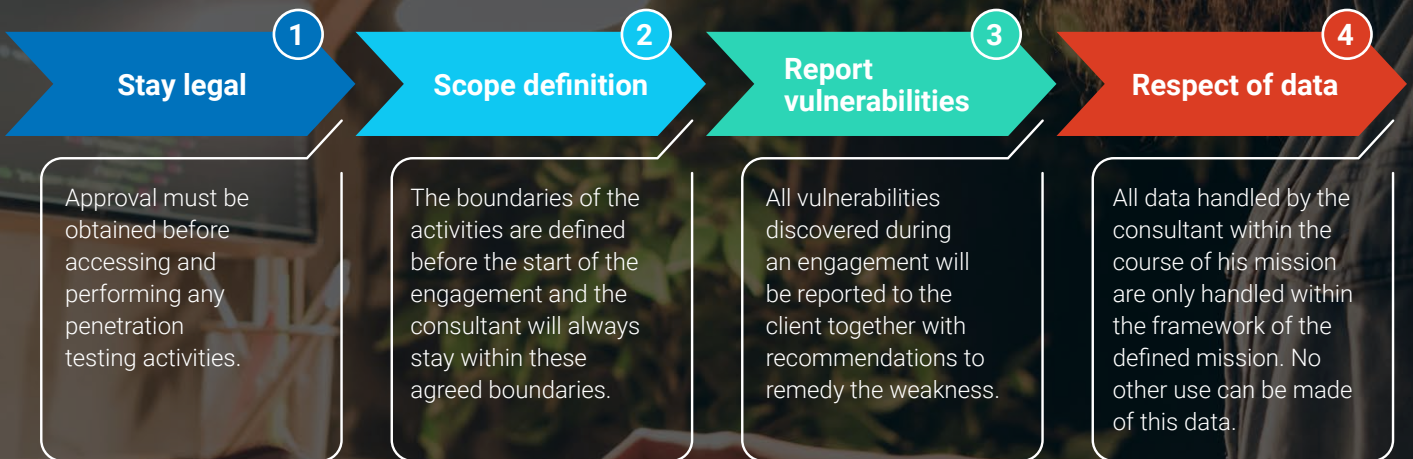 1
Stay legal
Approval must be
obtained before
accessing and
performing any
penetration
testing activities.
2
Scope definition
The boundaries of the
activities are defined
before the start of the
engagement and the
consultant will always
stay within these
agreed boundaries.
3
Report
vulnerabilities
All vulnerabilities
discovered during
an engagement will
be reported to the
client together with
recommendations to
remedy the weakness.
4
Respect of data
All data handled by the
consultant within the
course of his mission
are only handled within
the framework of the
defined mission. No
other use can be made
of this data.